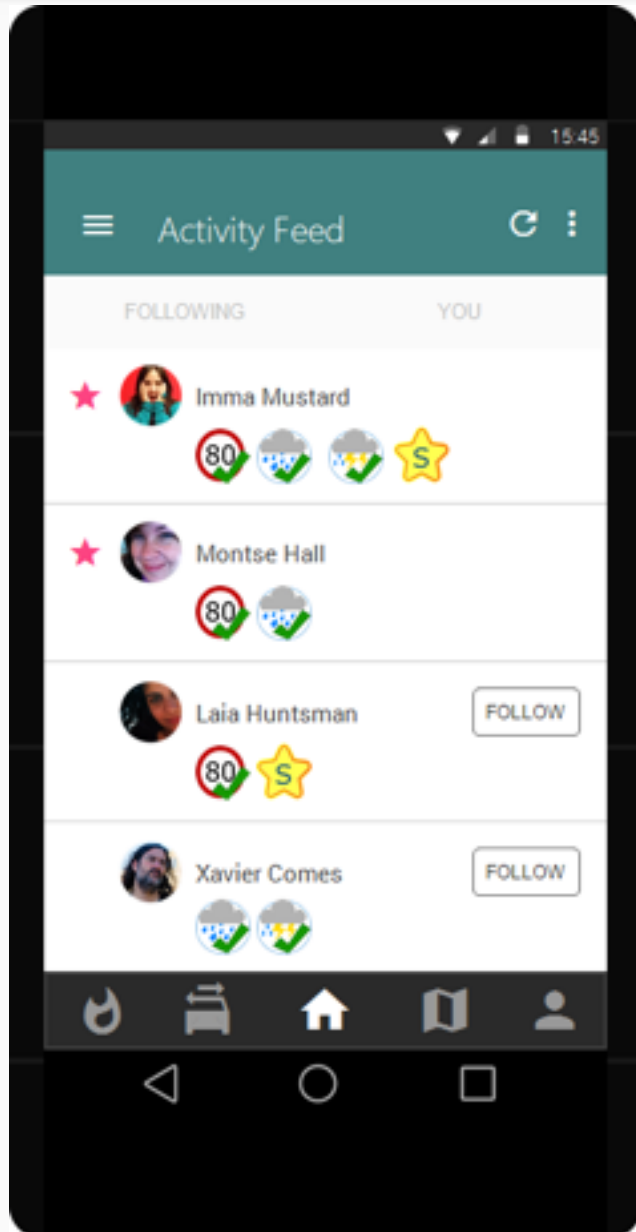 15:45
Activity Feed
FOLLOWING YOU
Imma Mustard
80 S
Montse Hall
80
Laia Huntsman FOLLOW
80 S
Xavier Comes FOLLOW